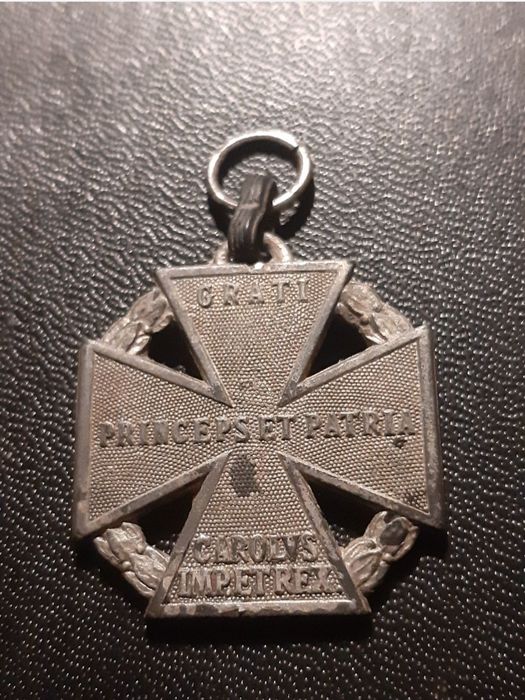 GRATI
PRINCEPS ET PATRIA
CAROLVS
IMP ET REX